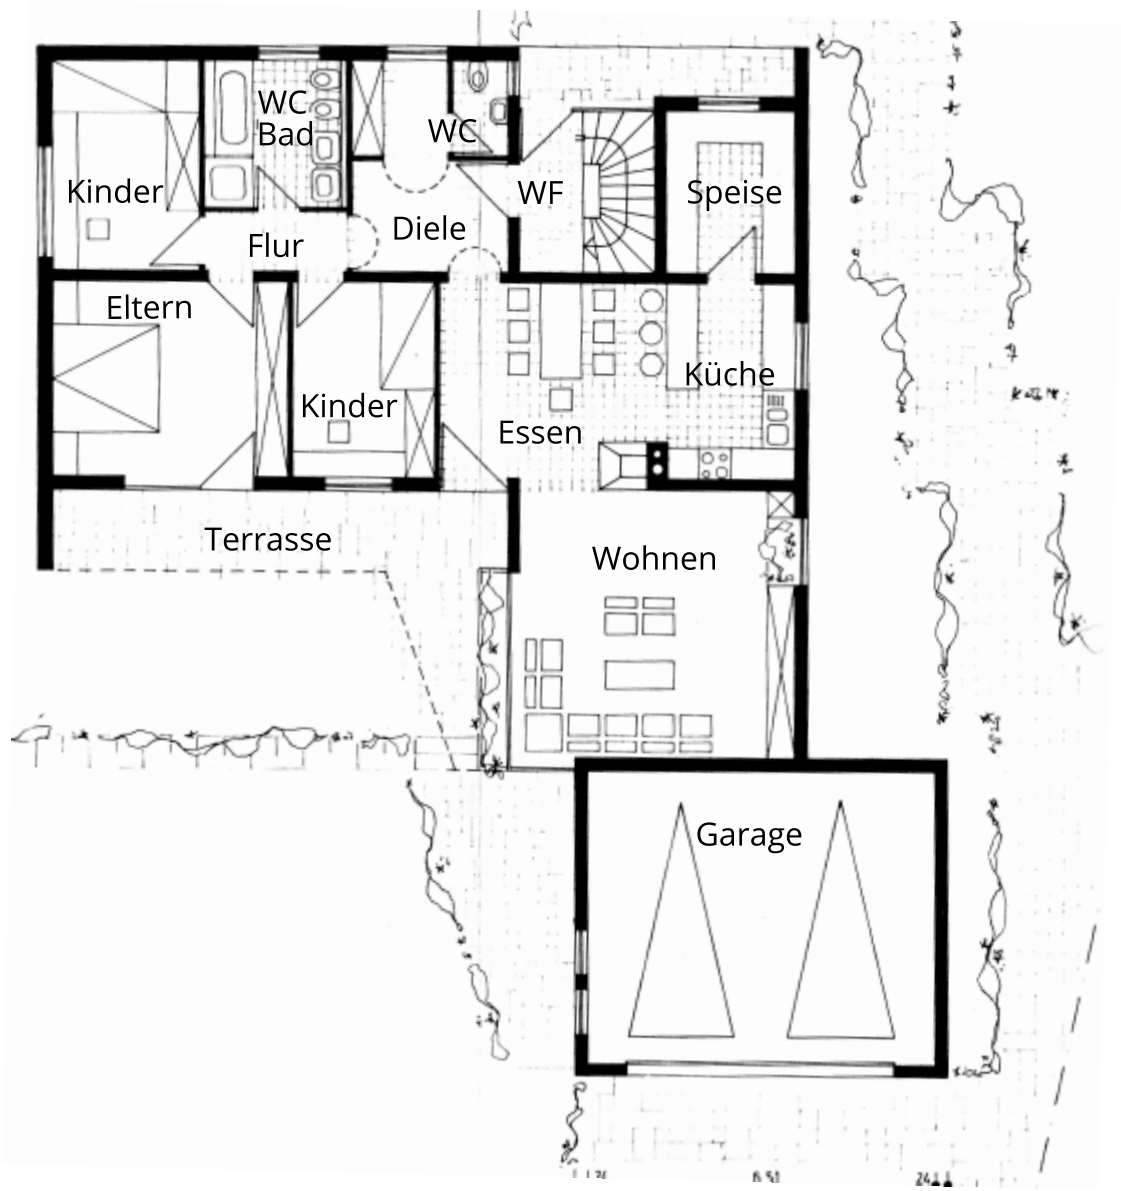 WC
Bad
WC
Kinder
WF
Speise
Flur
Diele
Eltern
Kinder
Küche
Essen
Terrasse
Wohnen
Garage